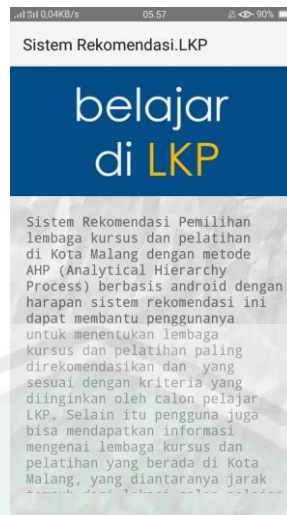 0,04KB/s 05.57 90%
Sistem Rekomendasi.LKP
belajar
di LKP
Sistem Rekomendasi Pemilihan
lembaga kursus dan pelatihan
di Kota Malang dengan metode
AHP (Analytical Hierarchy
Process) berbasis android dengan
harapan sistem rekomendasi ini
dapat membantu penggunanya
untuk menentukan lembaga
kursus dan pelatihan paling
direkomendasikan dan yang
sesuai dengan kriteria yang
diinginkan oleh calon pelajar
LKP. Selain itu pengguna juga
bisa mendapatkan informasi
mengenai lembaga kursus dan
pelatihan yang berada di Kota
Malang, yang diantaranya jarak